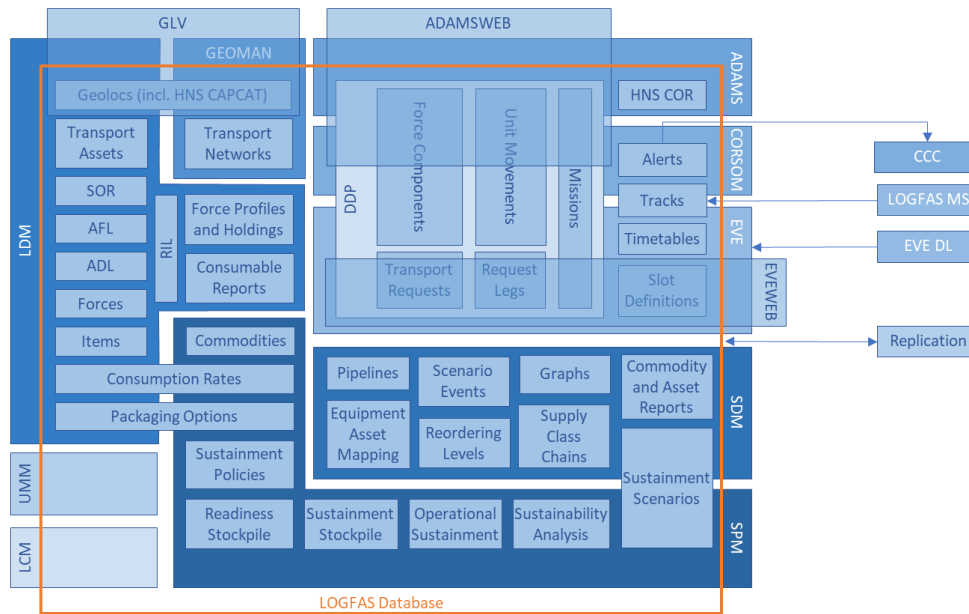 GLV
ADAMSWEB
GEOMAN
ADAMS
Geolocs (incl. HNS CAPCAT)
HNS COR
Transport
Assets
Transport
Networks
Force Components
Unit Movements
Missions
DDP
CORSOM
Alerts
CCC
SOR
Tracks
LOGFAS MS
LDM
RIL
AFL
Force Profiles
and Holdings
EVE
Timetables
EVE DL
ADL
Consumable
Reports
Transport
Requests
Request
Legs
Slot
Definitions
EVEWEB
Forces
Items
Commodities
Replication
Consumption Rates
Packaging Options
Pipelines
Scenario
Events
Graphs
Commodity
and Asset
Reports
SDM
Equipment
Asset
Mapping
Reordering
Levels
Supply
Class
Chains
Sustainment
Policies
Sustainment
Scenarios
UMM
Readiness
Stockpile
Sustainment
Stockpile
Operational
Sustainment
Sustainability
Analysis
SPM
LCM
LOGFAS Database